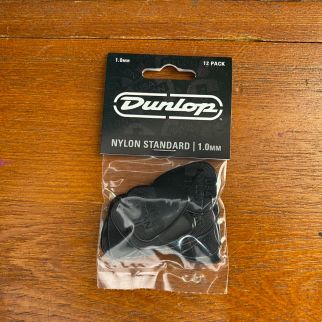 1.0MM 12 PACK
DUNLOP
NYLON STANDARD | 1.0MM